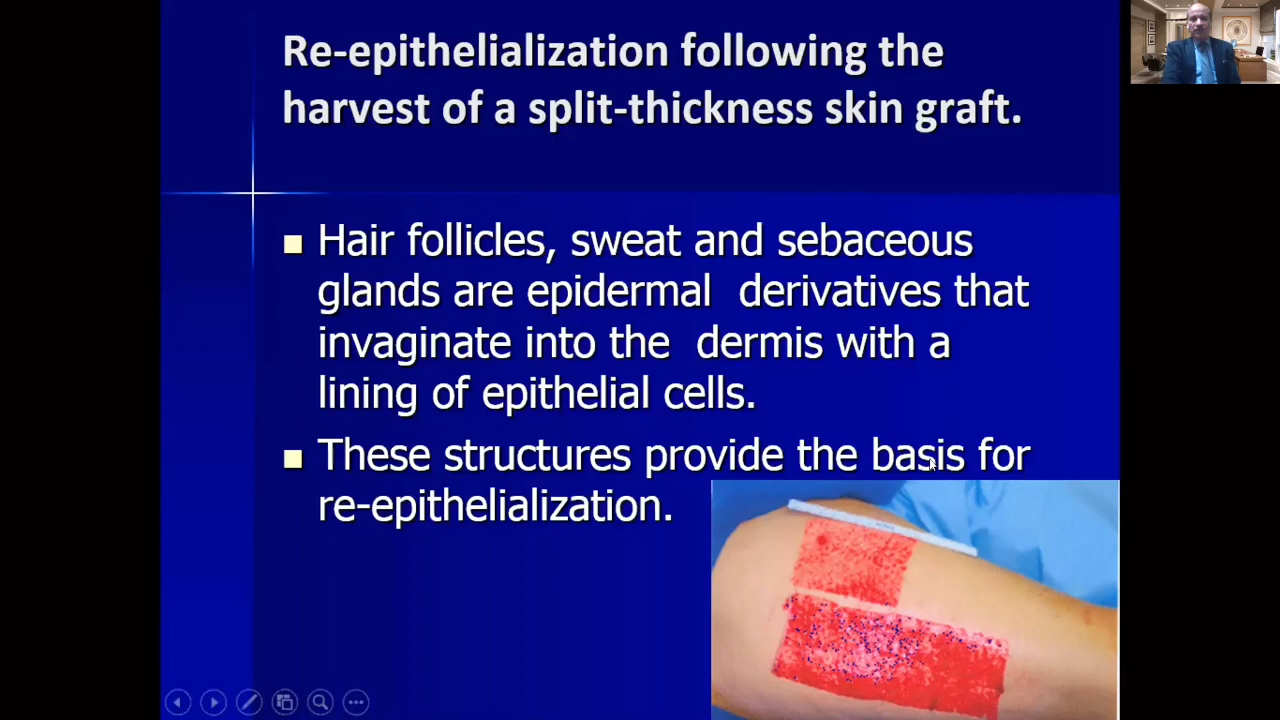 Re-epithelialization following the
harvest of a split-thickness skin graft.
Hair follicles, sweat and sebaceous
glands are epidermal derivatives that
invaginate into the dermis with a
lining of epithelial cells.
These structures provide the basis for
re-epithelialization.